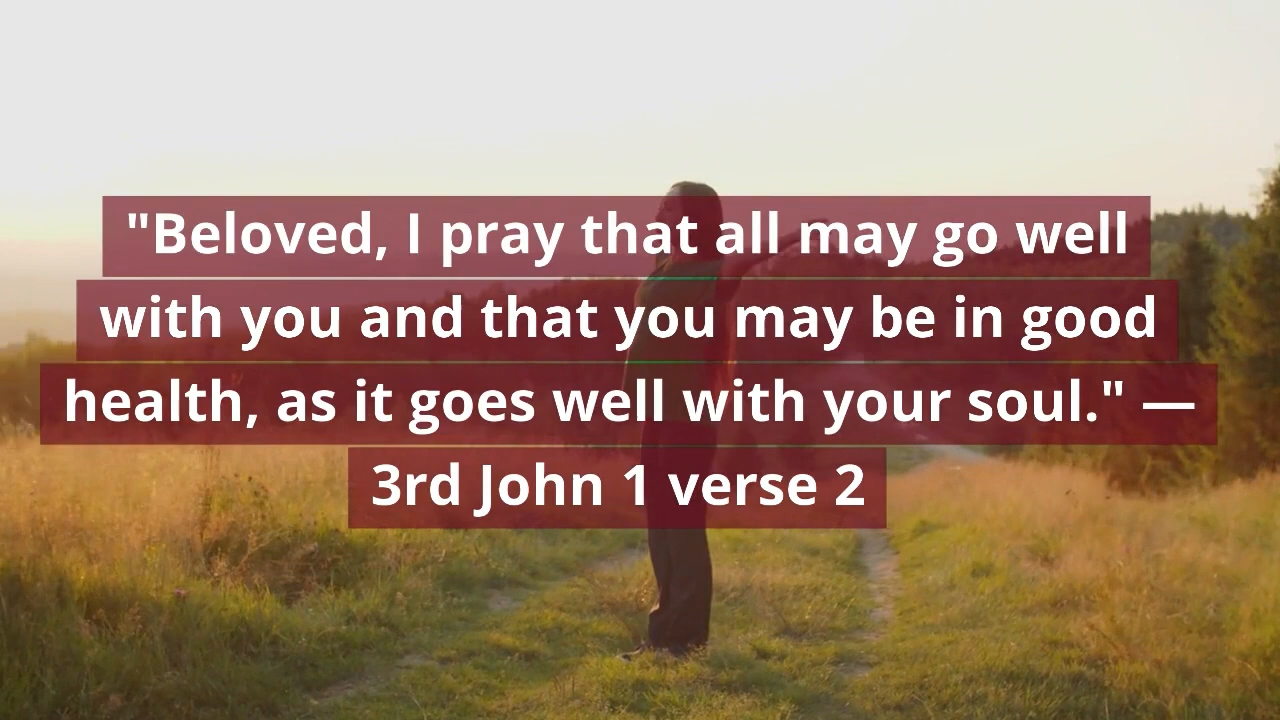 "Beloved, I pray that all may go well
with you and that you may be in good
health, as it goes well with your soul." —
3rd John 1 verse 2